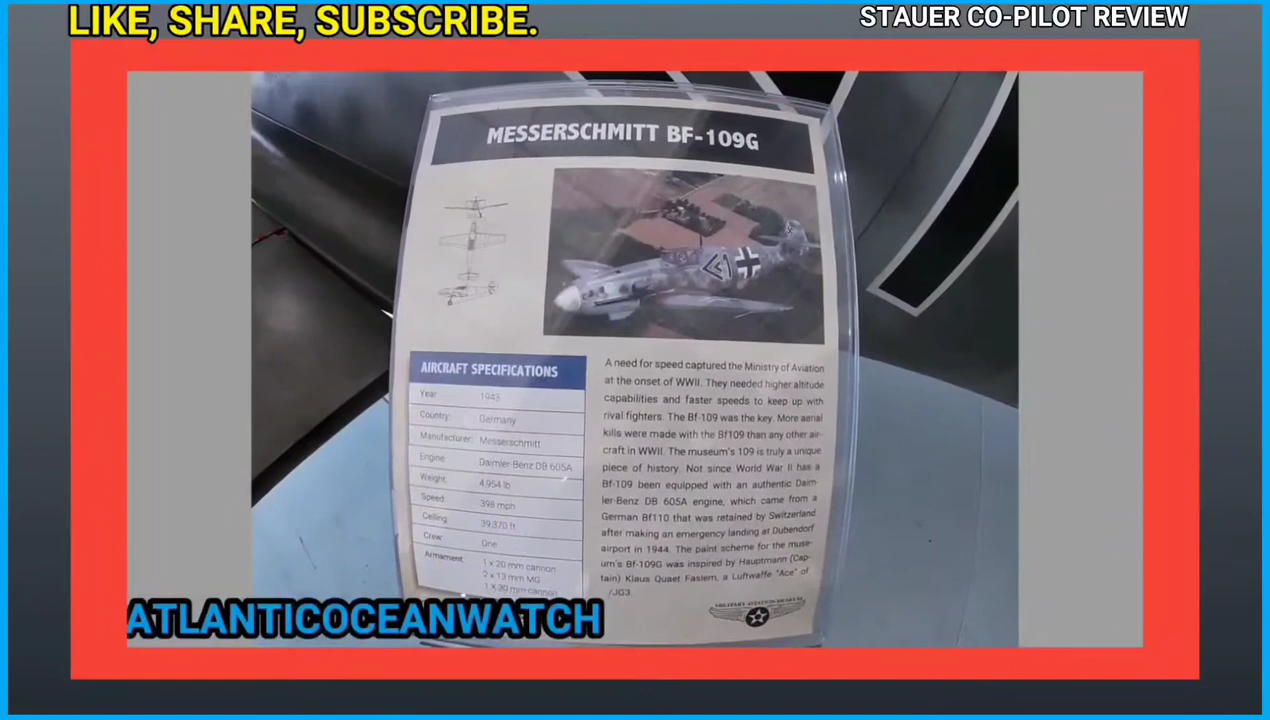 LIKE, SHARE, SUBSCRIBE.
STAUER CO-PILOT REVIEW
MESSERSCHMITT BF-109G
AIRCRAFT SPECIFICATIONS
Year 1943
Country: Germany
Manufacturer: Messerschmitt
Engine: Daimler-Benz DB 605A
Weight: 4,954 lb
Speed: 398 mph
Ceiling: 39,370 ft
Crew: One
Armament: 1 x 20 mm cannon
2 x 13 mm MG
1 X 30 mm cannon
A need for speed captured the Ministry of Aviation
at the onset of WWII. They needed higher altitude
capabilities and faster speeds to keep up with
rival fighters. The Bf-109 was the key. More aerial
kills were made with the Bf109 than any other air-
craft in WWII. The museum's 109 is truly a unique
piece of history. Not since World War II has a
Bf-109 been equipped with an authentic Daim-
ler-Benz DB 605A engine, which came from a
German Bf110 that was retained by Switzerland
after making an emergency landing at Dubendorf
airport in 1944. The paint scheme for the muse-
um's Bf-109G was inspired by Hauptmann (Cap-
tain) Klaus Quaet Faslem, a Luftwaffe "Ace" of
/JG3.
MILITARY AVIATION MUSEUM
ATLANTICOCEANWATCH